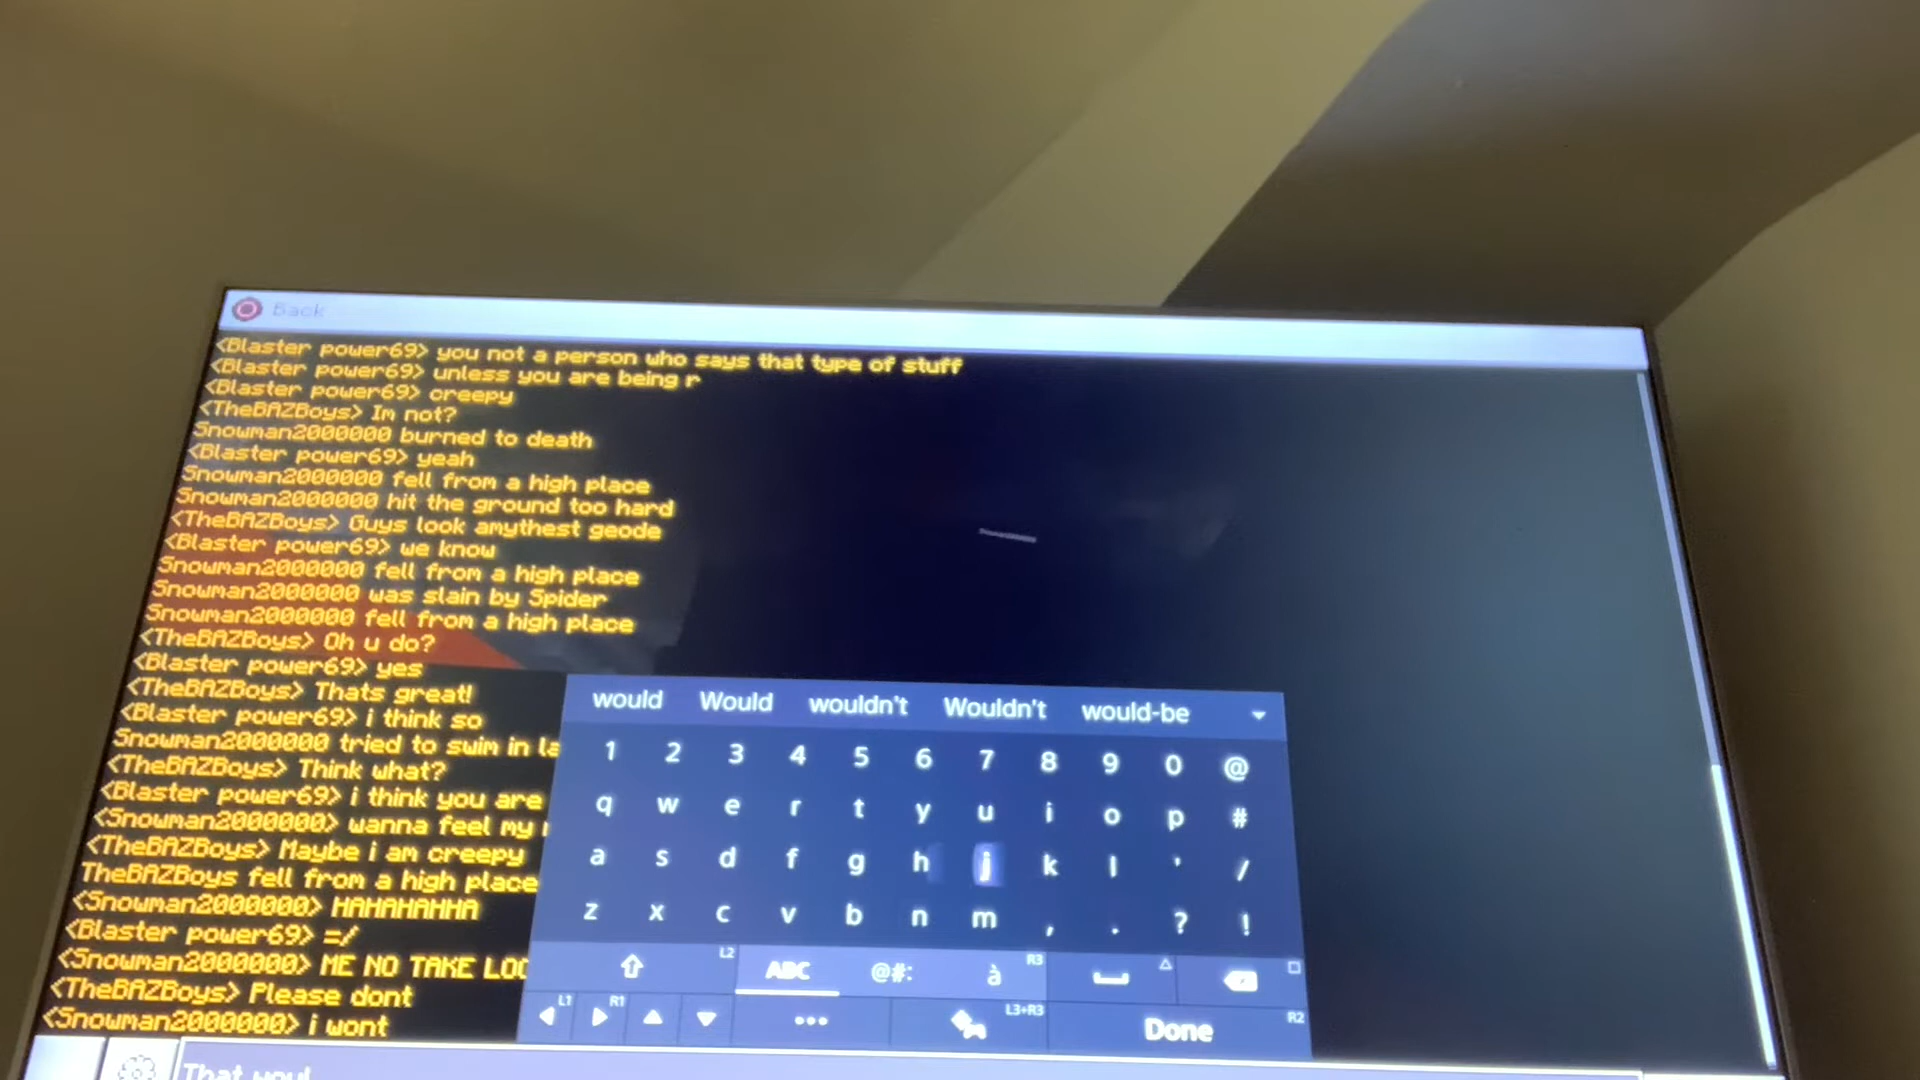 Back
<Blaster power69> you not a person who says that type of stuff
<Blaster power69> unless you are being r
<Blaster power69> creepy
<TheBAZBoys> Im not?
Snowman2000000 burned to death
<Blaster power69> yeah
Snowman2000000 fell from a high place
Snowman2000000 hit the ground too hard
<TheBAZBoys> Guys look amythest geode
<Blaster power69> we know
Snowman2000000 fell from a high place
Snowman2000000 was slain by Spider
Snowman2000000 fell from a high place
<TheBAZBoys> Oh u do?
<Blaster power69> yes
<TheBAZBoys> Thats great!
<Blaster power69> i think so
Snowman2000000 tried to swim in la
<TheBAZBoys> Think what?
<Blaster power69> i think you are
<Snowman2000000> wanna feel my
<TheBAZBoys> Maybe i am creepy
TheBAZBoys fell from a high place
<Snowman2000000> HAHAHAHHA
<Blaster power69> =/
<Snowman2000000> ME NO TAKE LOO
<TheBAZBoys> Please dont
<Snowman2000000> i wont
would Would wouldn't Wouldn't would-be
1 2 3 4 5 6 7 8 9 0 @
q w e r t y u i o p #
a s d f g h j k l ' /
z x c v b n m , . ? !
L2 ABC @#: à R3
L1 R1 ••• L3+R3 Done R2
That woul